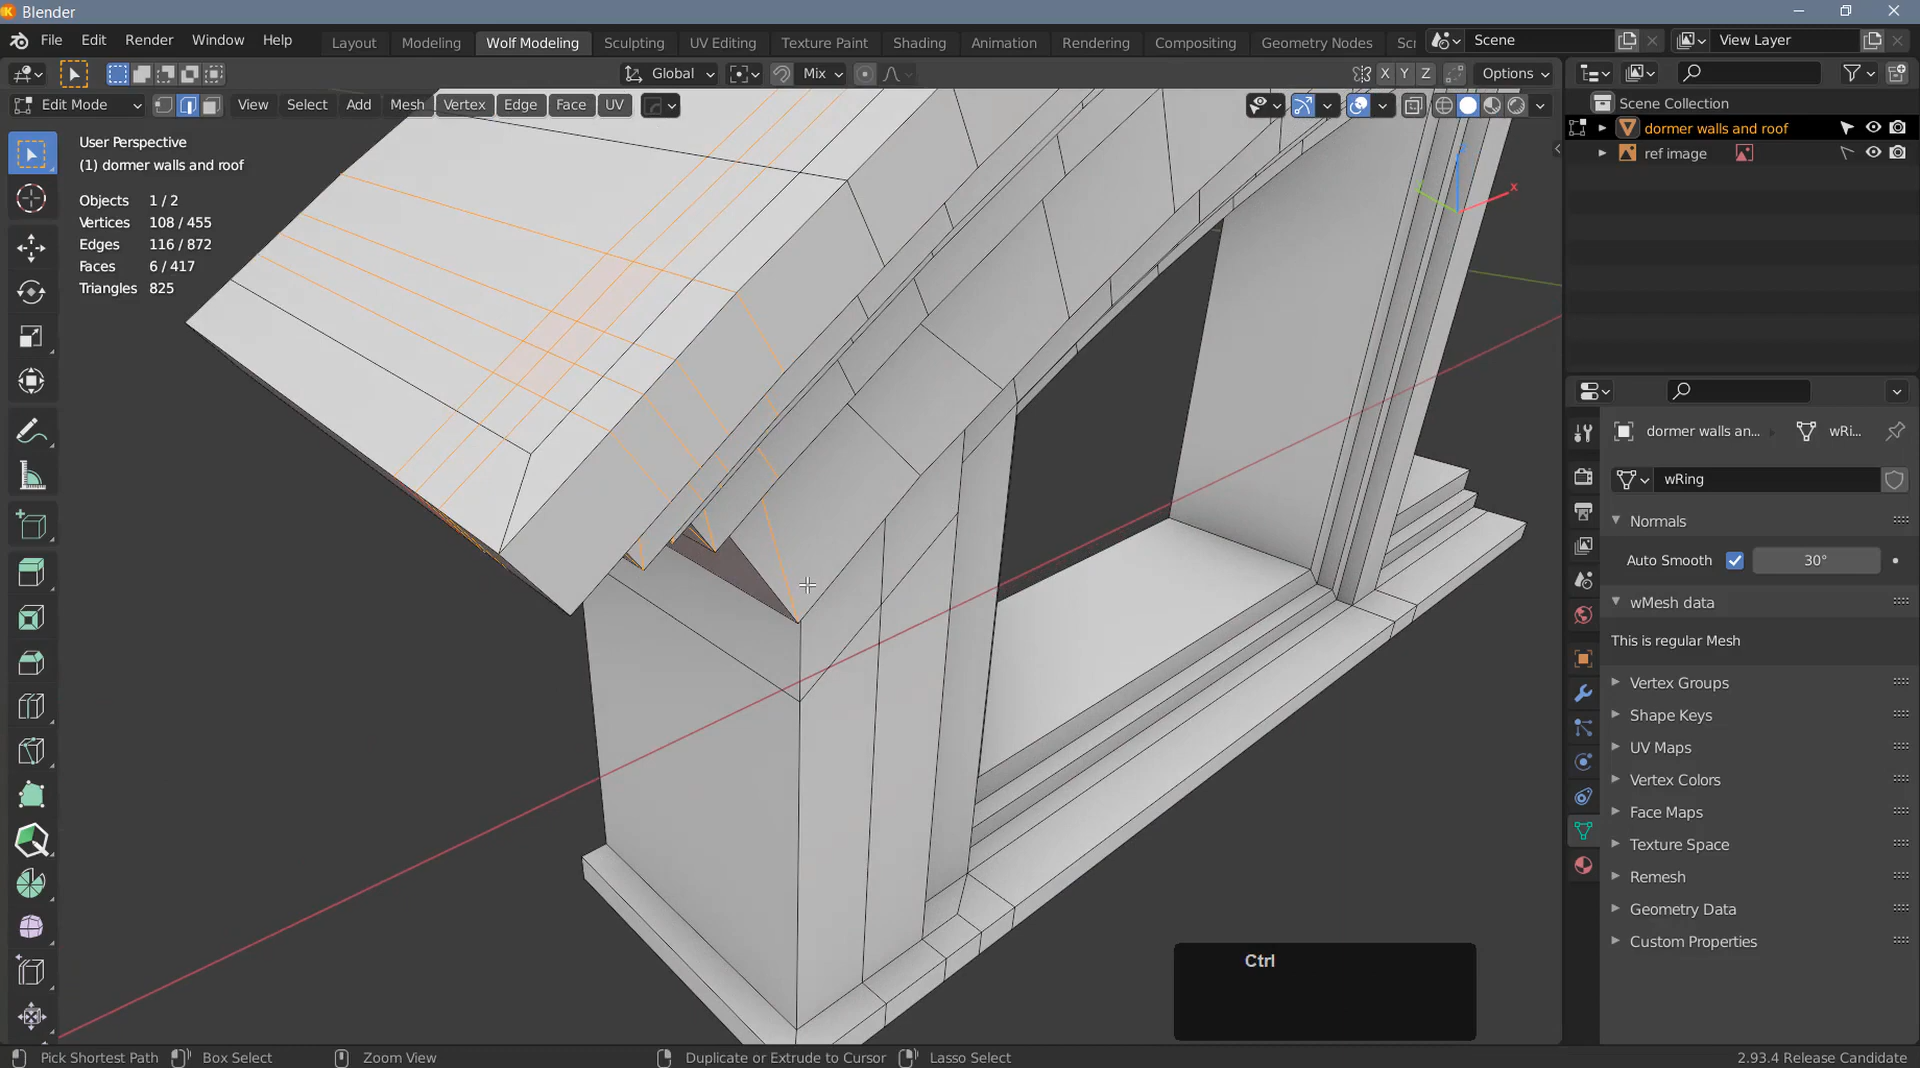 Blender
File Edit Render Window Help Layout Modeling Wolf Modeling Sculpting UV Editing Texture Paint Shading Animation Rendering Compositing Geometry Nodes Sc Scene View Layer
Global Mix X Y Z Options
Edit Mode View Select Add Mesh Vertex Edge Face UV
Scene Collection
dormer walls and roof
ref image
User Perspective
(1) dormer walls and roof
Objects 1 / 2
Vertices 108 / 455
Edges 116 / 872
Faces 6 / 417
Triangles 825
Z
X
dormer walls an... wRi...
wRing
Normals
Auto Smooth 30°
wMesh data
This is regular Mesh
Vertex Groups
Shape Keys
UV Maps
Vertex Colors
Face Maps
Texture Space
Remesh
Geometry Data
Custom Properties
Ctrl
Pick Shortest Path Box Select Zoom View Duplicate or Extrude to Cursor Lasso Select 2.93.4 Release Candidate